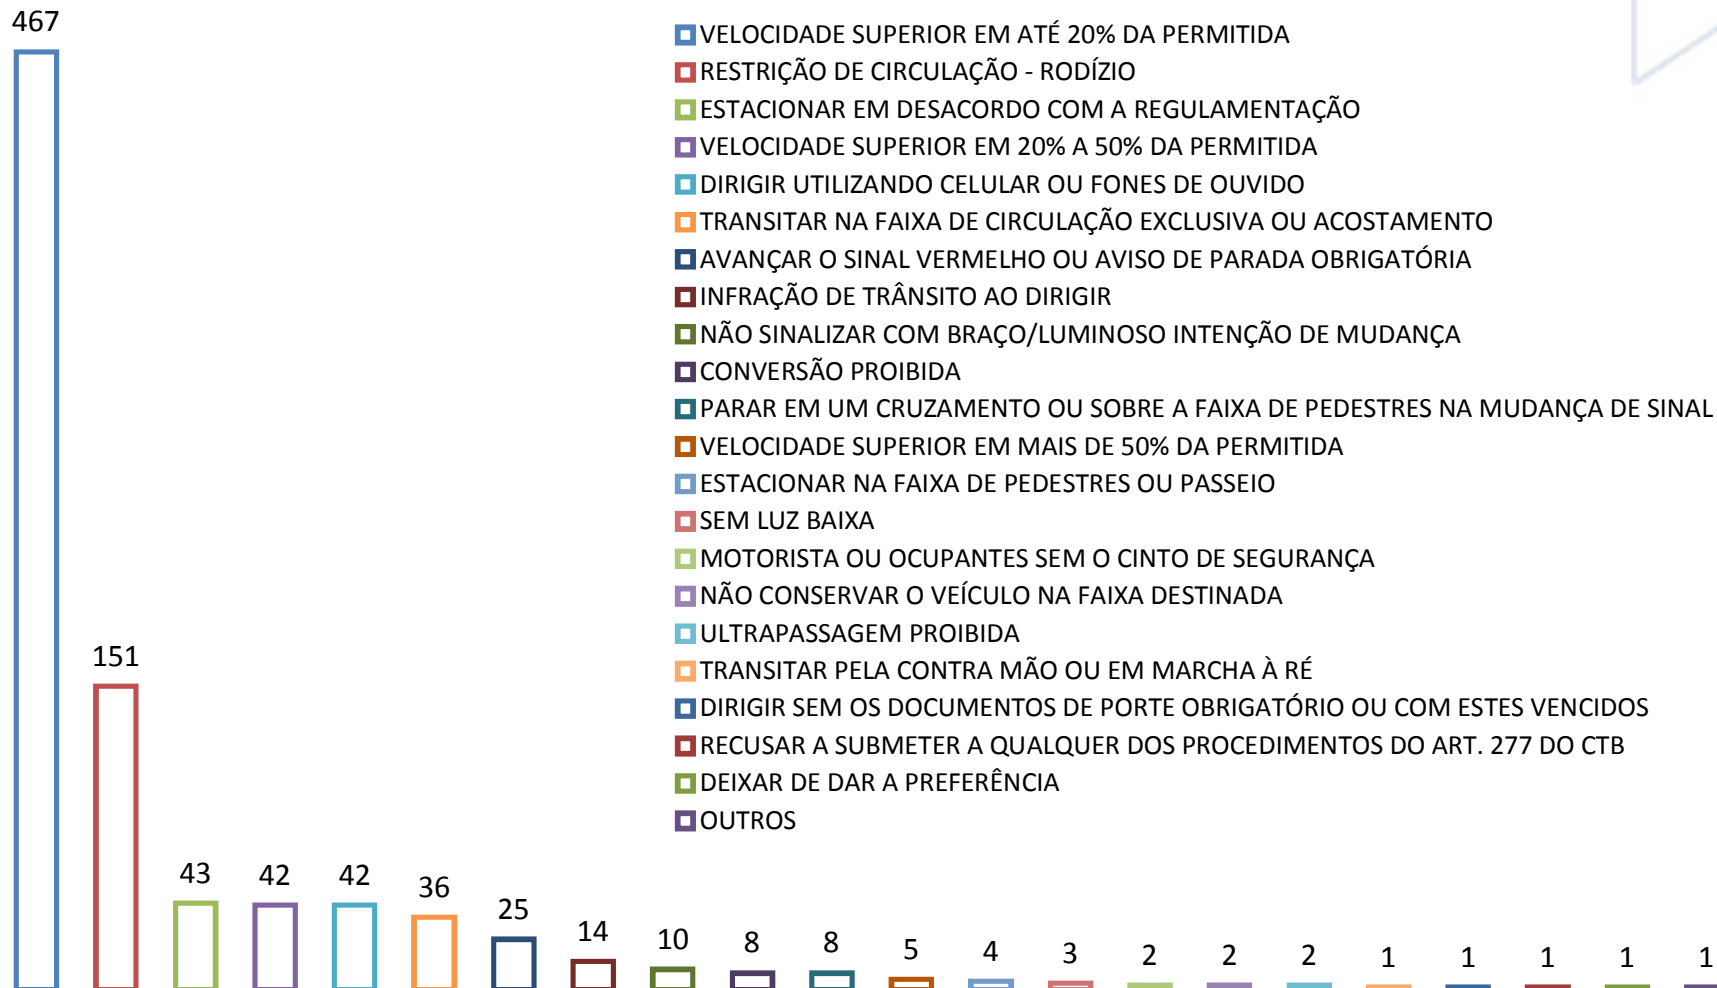 467
VELOCIDADE SUPERIOR EM ATÉ 20% DA PERMITIDA
RESTRIÇÃO DE CIRCULAÇÃO - RODÍZIO
ESTACIONAR EM DESACORDO COM A REGULAMENTAÇÃO
VELOCIDADE SUPERIOR EM 20% A 50% DA PERMITIDA
DIRIGIR UTILIZANDO CELULAR OU FONES DE OUVIDO
TRANSITAR NA FAIXA DE CIRCULAÇÃO EXCLUSIVA OU ACOSTAMENTO
AVANÇAR O SINAL VERMELHO OU AVISO DE PARADA OBRIGATÓRIA
INFRAÇÃO DE TRÂNSITO AO DIRIGIR
NÃO SINALIZAR COM BRAÇO/LUMINOSO INTENÇÃO DE MUDANÇA
CONVERSÃO PROIBIDA
PARAR EM UM CRUZAMENTO OU SOBRE A FAIXA DE PEDESTRES NA MUDANÇA DE SINAL
VELOCIDADE SUPERIOR EM MAIS DE 50% DA PERMITIDA
ESTACIONAR NA FAIXA DE PEDESTRES OU PASSEIO
SEM LUZ BAIXA
MOTORISTA OU OCUPANTES SEM O CINTO DE SEGURANÇA
NÃO CONSERVAR O VEÍCULO NA FAIXA DESTINADA
ULTRAPASSAGEM PROIBIDA
TRANSITAR PELA CONTRA MÃO OU EM MARCHA À RÉ
DIRIGIR SEM OS DOCUMENTOS DE PORTE OBRIGATÓRIO OU COM ESTES VENCIDOS
RECUSAR A SUBMETER A QUALQUER DOS PROCEDIMENTOS DO ART. 277 DO CTB
DEIXAR DE DAR A PREFERÊNCIA
OUTROS
151
43 42 42 36 25 14 10 8 8 5 4 3 2 2 2 1 1 1 1 1